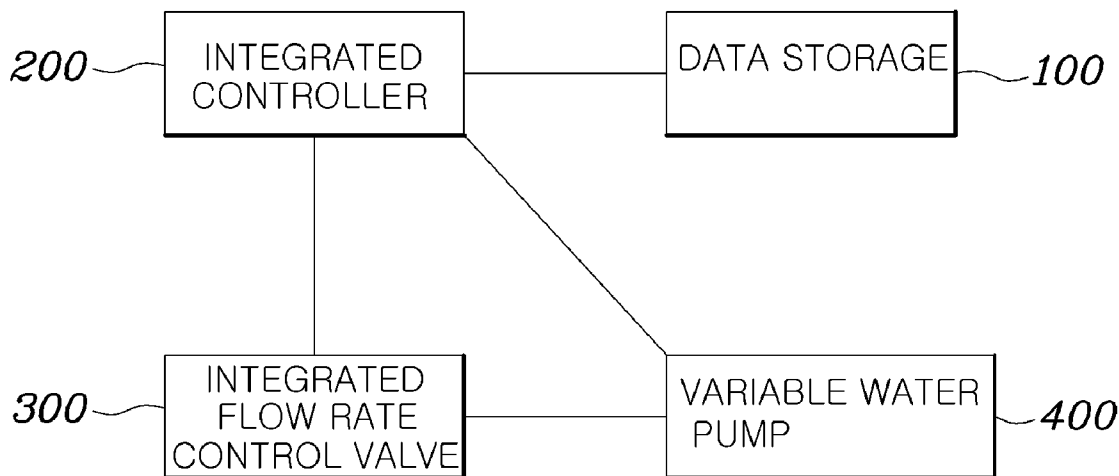 200
INTEGRATED
CONTROLLER
DATA STORAGE
100
300
INTEGRATED
FLOW RATE
CONTROL VALVE
VARIABLE WATER
PUMP
400